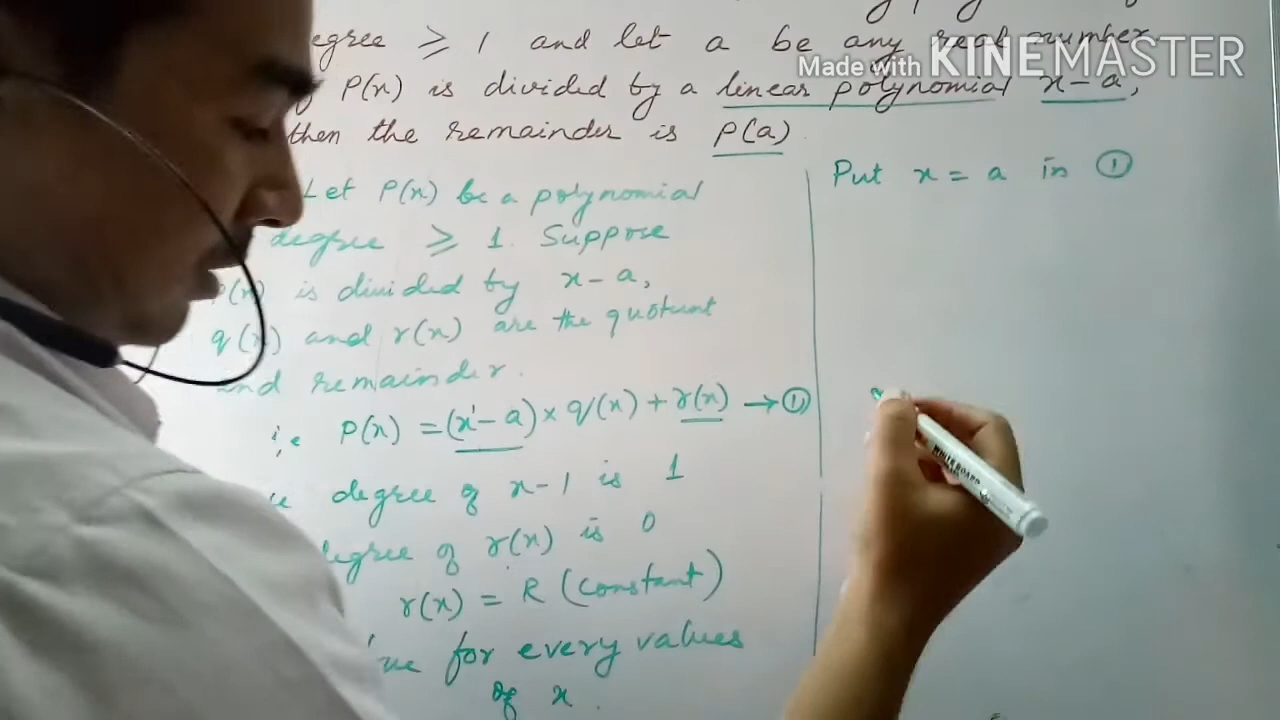 egree ≥ 1 and let a be any real number
Made with KINEMASTER
P(x) is divided by a linear polynomial x-a,
then the remainder is P(a)
Let P(x) be a polynomial
degree ≥ 1. Suppose
P(x) is divided by x-a,
q(x) and r(x) are the quotient
and remainder.
i,e P(x) = (x-a)×q(x)+r(x) →①
degree of x-1 is 1
degree of r(x) is 0
r(x) = R (constant)
for every values
of x.
Put x = a in ①
WHITEBOARD